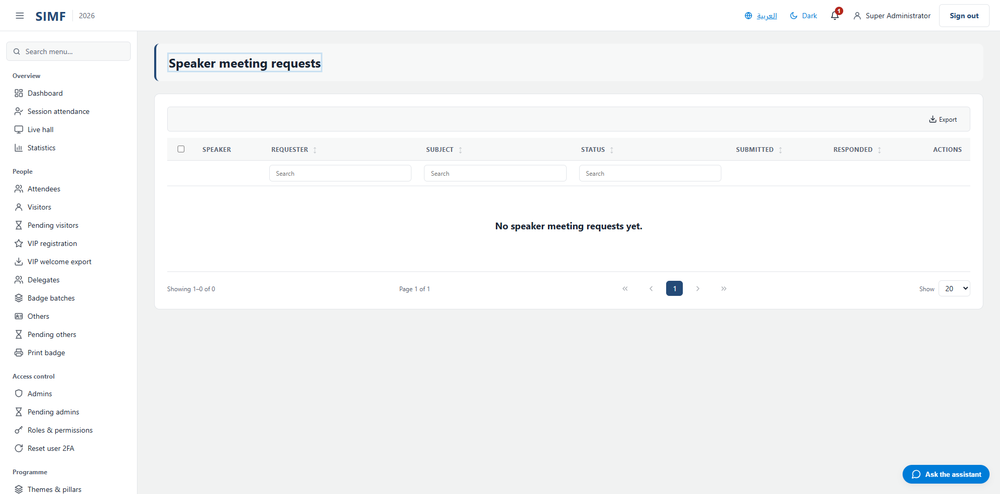 SIMF 2026
العربية
Dark
1
Super Administrator
Sign out
Search menu...
Overview
Dashboard
Session attendance
Live hall
Statistics
People
Attendees
Visitors
Pending visitors
VIP registration
VIP welcome export
Delegates
Badge batches
Others
Pending others
Print badge
Access control
Admins
Pending admins
Roles & permissions
Reset user 2FA
Programme
Themes & pillars
Speaker meeting requests
Export
SPEAKER REQUESTER SUBJECT STATUS SUBMITTED RESPONDED ACTIONS
Search Search Search
No speaker meeting requests yet.
Showing 1–0 of 0 Page 1 of 1 « ‹ 1 › » Show 20
Ask the assistant